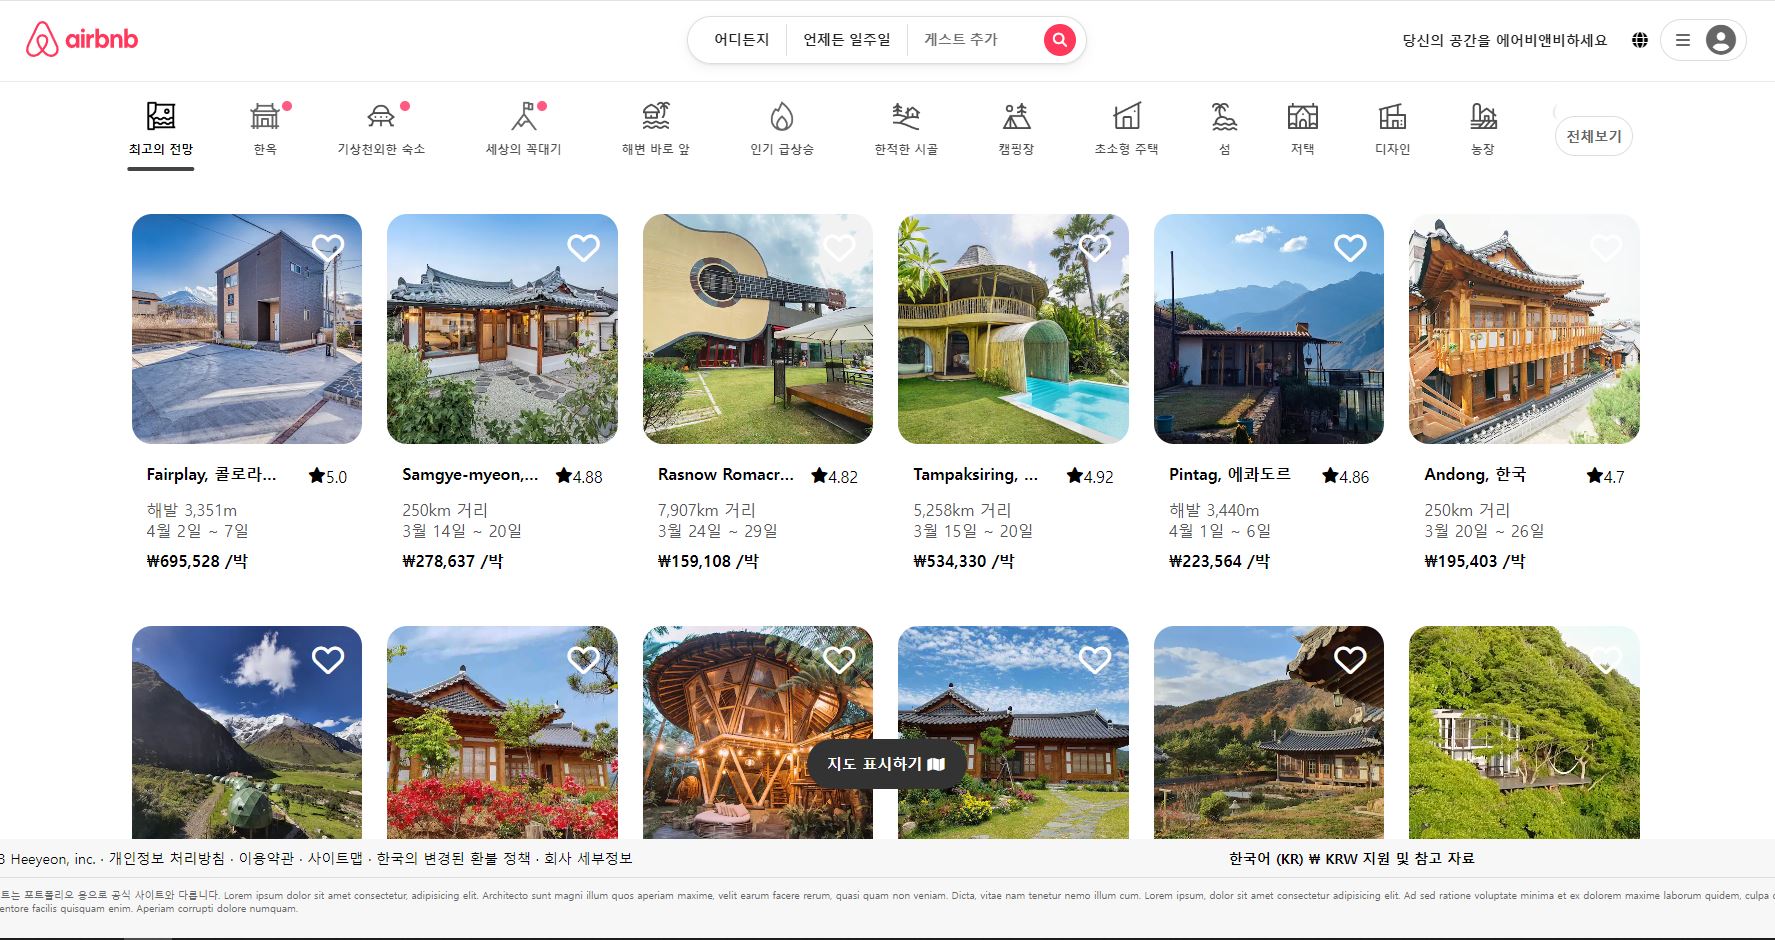 airbnb
어디든지 언제든 일주일 게스트 추가
당신의 공간을 에어비앤비하세요
최고의 전망 한옥 기상천외한 숙소 세상의 꼭대기 해변 바로 앞 인기 급상승 한적한 시골 캠핑장 초소형 주택 섬 저택 디자인 농장 전체보기
Fairplay, 콜로라... 5.0
해발 3,351m
4월 2일 ~ 7일
₩695,528 /박
Samgye-myeon,... 4.88
250km 거리
3월 14일 ~ 20일
₩278,637 /박
Rasnow Romacr... 4.82
7,907km 거리
3월 24일 ~ 29일
₩159,108 /박
Tampaksiring, ... 4.92
5,258km 거리
3월 15일 ~ 20일
₩534,330 /박
Pintag, 에콰도르 4.86
해발 3,440m
4월 1일 ~ 6일
₩223,564 /박
Andong, 한국 4.7
250km 거리
3월 20일 ~ 26일
₩195,403 /박
지도 표시하기
3 Heeyeon, inc. · 개인정보 처리방침 · 이용약관 · 사이트맵 · 한국의 변경된 환불 정책 · 회사 세부정보
한국어 (KR) ₩ KRW 지원 및 참고 자료
트는 포트폴리오 용으로 공식 사이트와 다릅니다. Lorem ipsum dolor sit amet consectetur, adipisicing elit. Architecto sunt magni illum quos aperiam maxime, velit earum facere rerum, quasi quam non veniam. Dicta, vitae nam tenetur nemo illum cum. Lorem ipsum, dolor sit amet consectetur adipisicing elit. Ad sed ratione voluptate minima et ex dolorem maxime laborum quidem, culpa
entore facilis quisquam enim. Aperiam corrupti dolore numquam.